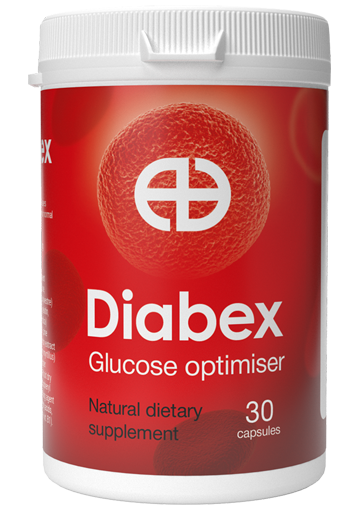 Diabex
Glucose optimiser
Natural dietary
supplement
30
capsules